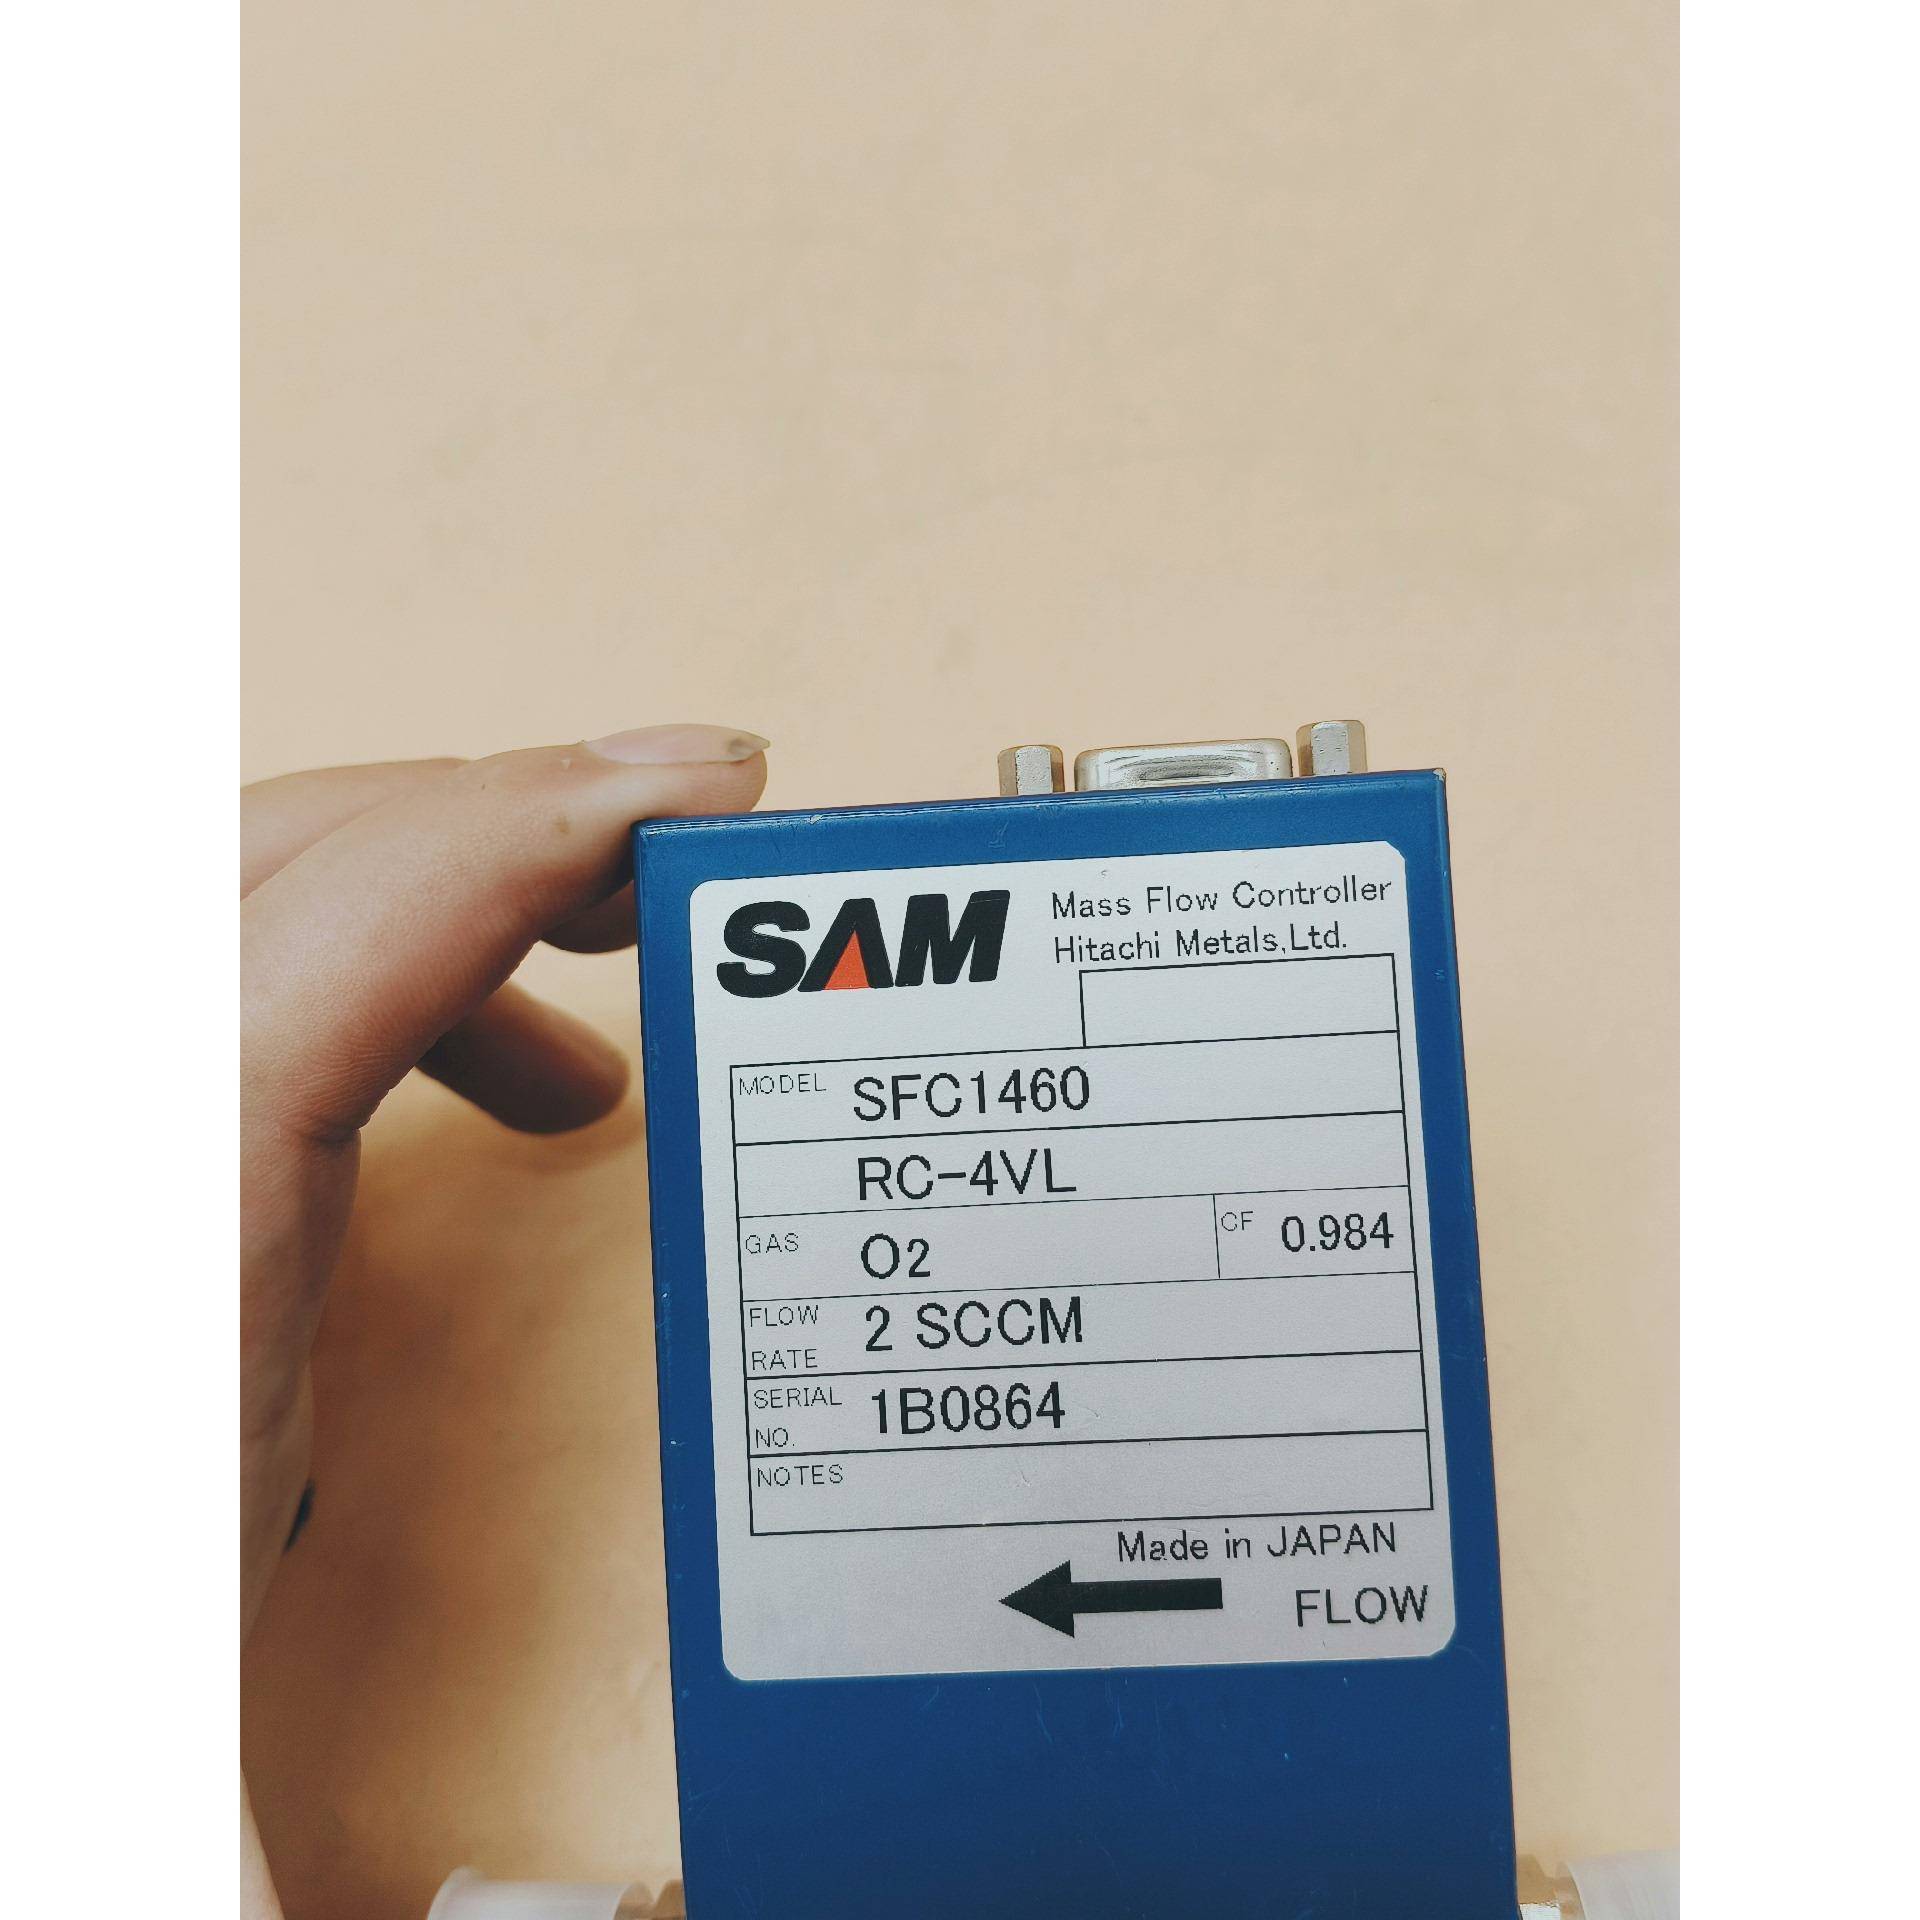 SAM
Mass Flow Controller
Hitachi Metals,Ltd.
MODEL SFC1460
RC-4VL
GAS O2 CF 0.984
FLOW RATE 2 SCCM
SERIAL NO. 1B0864
NOTES
Made in JAPAN
FLOW